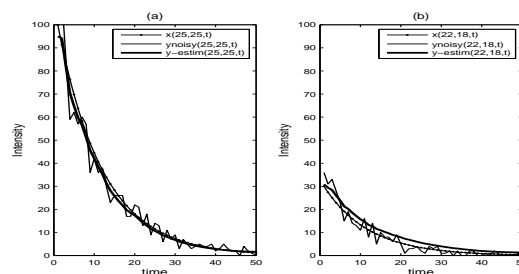 (a)
100
90
80
70
60
50
40
30
20
10
0
Intensity
x(25,25,t)
ynoisy(25,25,t)
y-estim(25,25,t)
0 10 20 30 40 50
time
(b)
100
90
80
70
60
50
40
30
20
10
0
Intensity
x(22,18,t)
ynoisy(22,18,t)
y-estim(22,18,t)
0 10 20 30 40 50
time